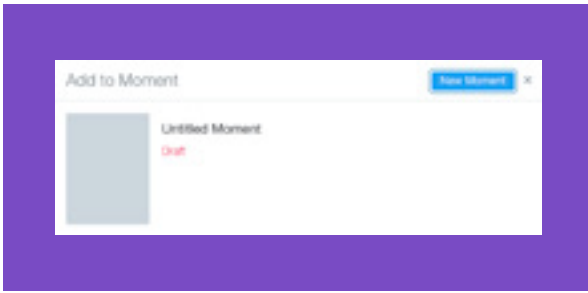 Add to Moment
New Moment ×
Untitled Moment
Draft